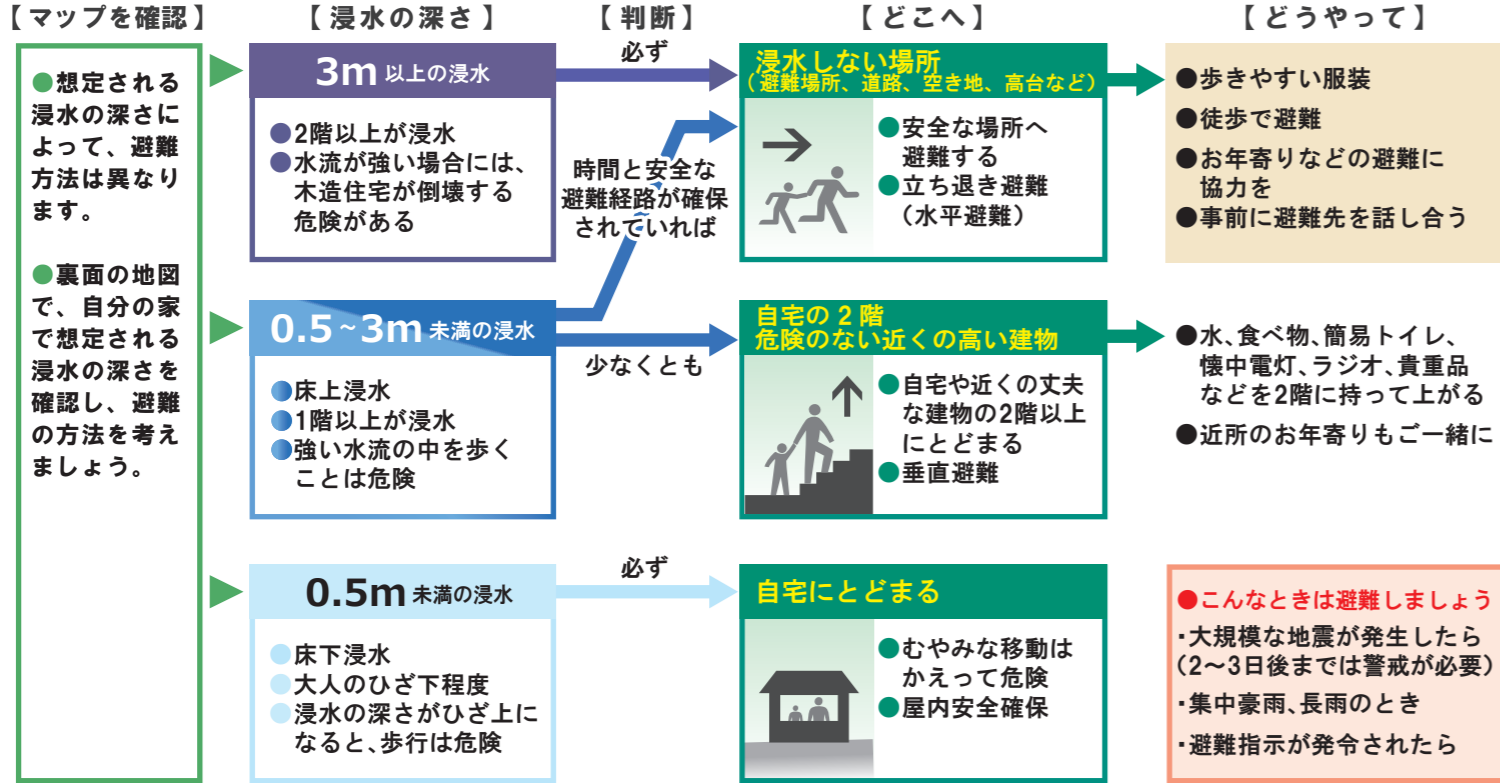 【マップを確認】
【浸水の深さ】
【判断】
【どこへ】
【どうやって】
●想定される
浸水の深さに
よって、避難
方法は異なり
ます。
●裏面の地図
で、自分の家
で想定される
浸水の深さを
確認し、避難
の方法を考え
ましょう。
3m 以上の浸水
●2階以上が浸水
●水流が強い場合には、
木造住宅が倒壊する
危険がある
必ず
浸水しない場所
(避難場所、道路、空き地、高台など)
●安全な場所へ
避難する
●立ち退き避難
(水平避難)
●歩きやすい服装
●徒歩で避難
●お年寄りなどの避難に
協力を
●事前に避難先を話し合う
時間と安全な
避難経路が確保
されていれば
0.5~3m 未満の浸水
●床上浸水
●1階以上が浸水
●強い水流の中を歩く
ことは危険
少なくとも
自宅の2階
危険のない近くの高い建物
●自宅や近くの丈夫
な建物の2階以上
にとどまる
●垂直避難
●水、食べ物、簡易トイレ、
懐中電灯、ラジオ、貴重品
などを2階に持って上がる
●近所のお年寄りもご一緒に
0.5m 未満の浸水
●床下浸水
●大人のひざ下程度
●浸水の深さがひざ上に
なると、歩行は危険
必ず
自宅にとどまる
●むやみな移動は
かえって危険
●屋内安全確保
●こんなときは避難しましょう
・大規模な地震が発生したら
(2~3日後までは警戒が必要)
・集中豪雨、長雨のとき
・避難指示が発令されたら